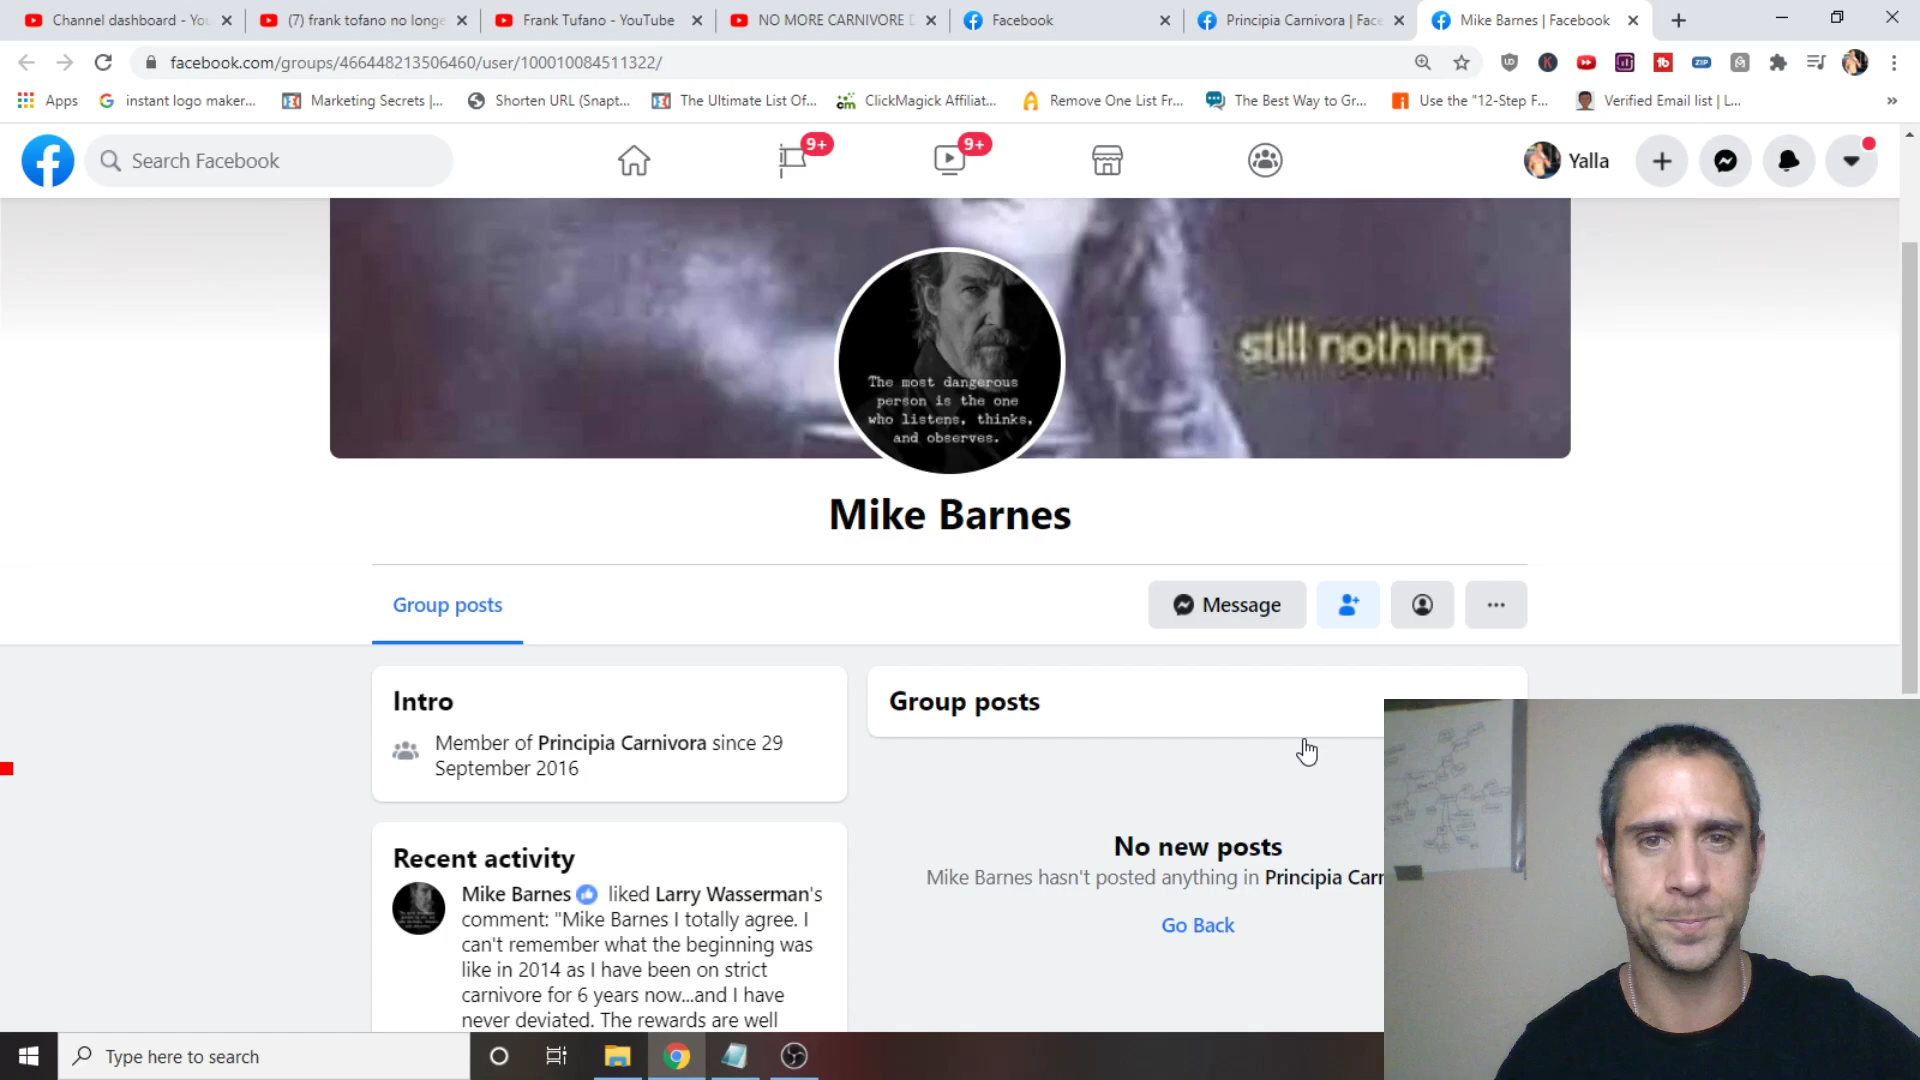 Channel dashboard - You
(7) frank tofano no longe
Frank Tufano - YouTube
NO MORE CARNIVORE D
Facebook
Principia Carnivora | Face
Mike Barnes | Facebook
facebook.com/groups/466448213506460/user/100010084511322/
Apps
instant logo maker...
Marketing Secrets |...
Shorten URL (Snapt...
The Ultimate List Of...
ClickMagick Affiliat...
Remove One List Fr...
The Best Way to Gr...
Use the "12-Step F...
Verified Email list | L...
Search Facebook
9+
9+
Yalla
still nothing.
The most dangerous
person is the one
who listens, thinks,
and observes.
Mike Barnes
Group posts
Message
Intro
Member of Principia Carnivora since 29
September 2016
Group posts
No new posts
Mike Barnes hasn't posted anything in Principia Car
Go Back
Recent activity
Mike Barnes liked Larry Wasserman's
comment: "Mike Barnes I totally agree. I
can't remember what the beginning was
like in 2014 as I have been on strict
carnivore for 6 years now...and I have
never deviated. The rewards are well
Type here to search